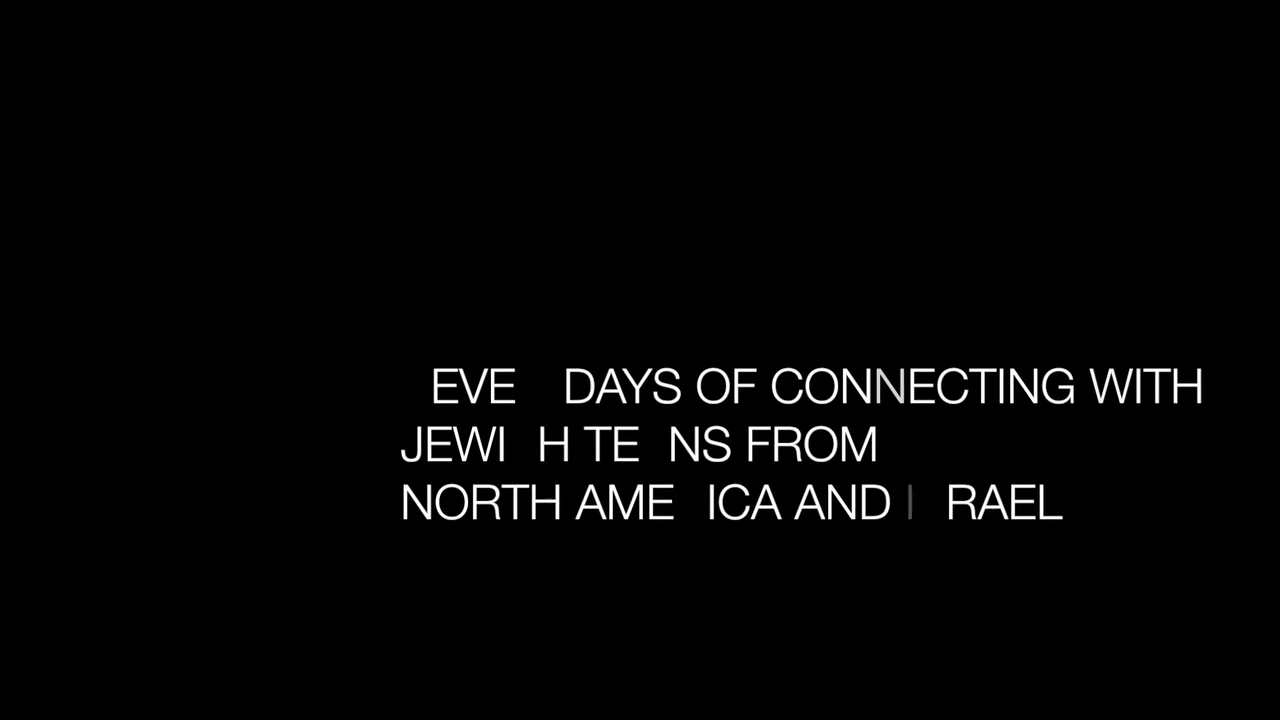 EVE DAYS OF CONNECTING WITH
JEWI H TE NS FROM
NORTH AME ICA AND I RAEL